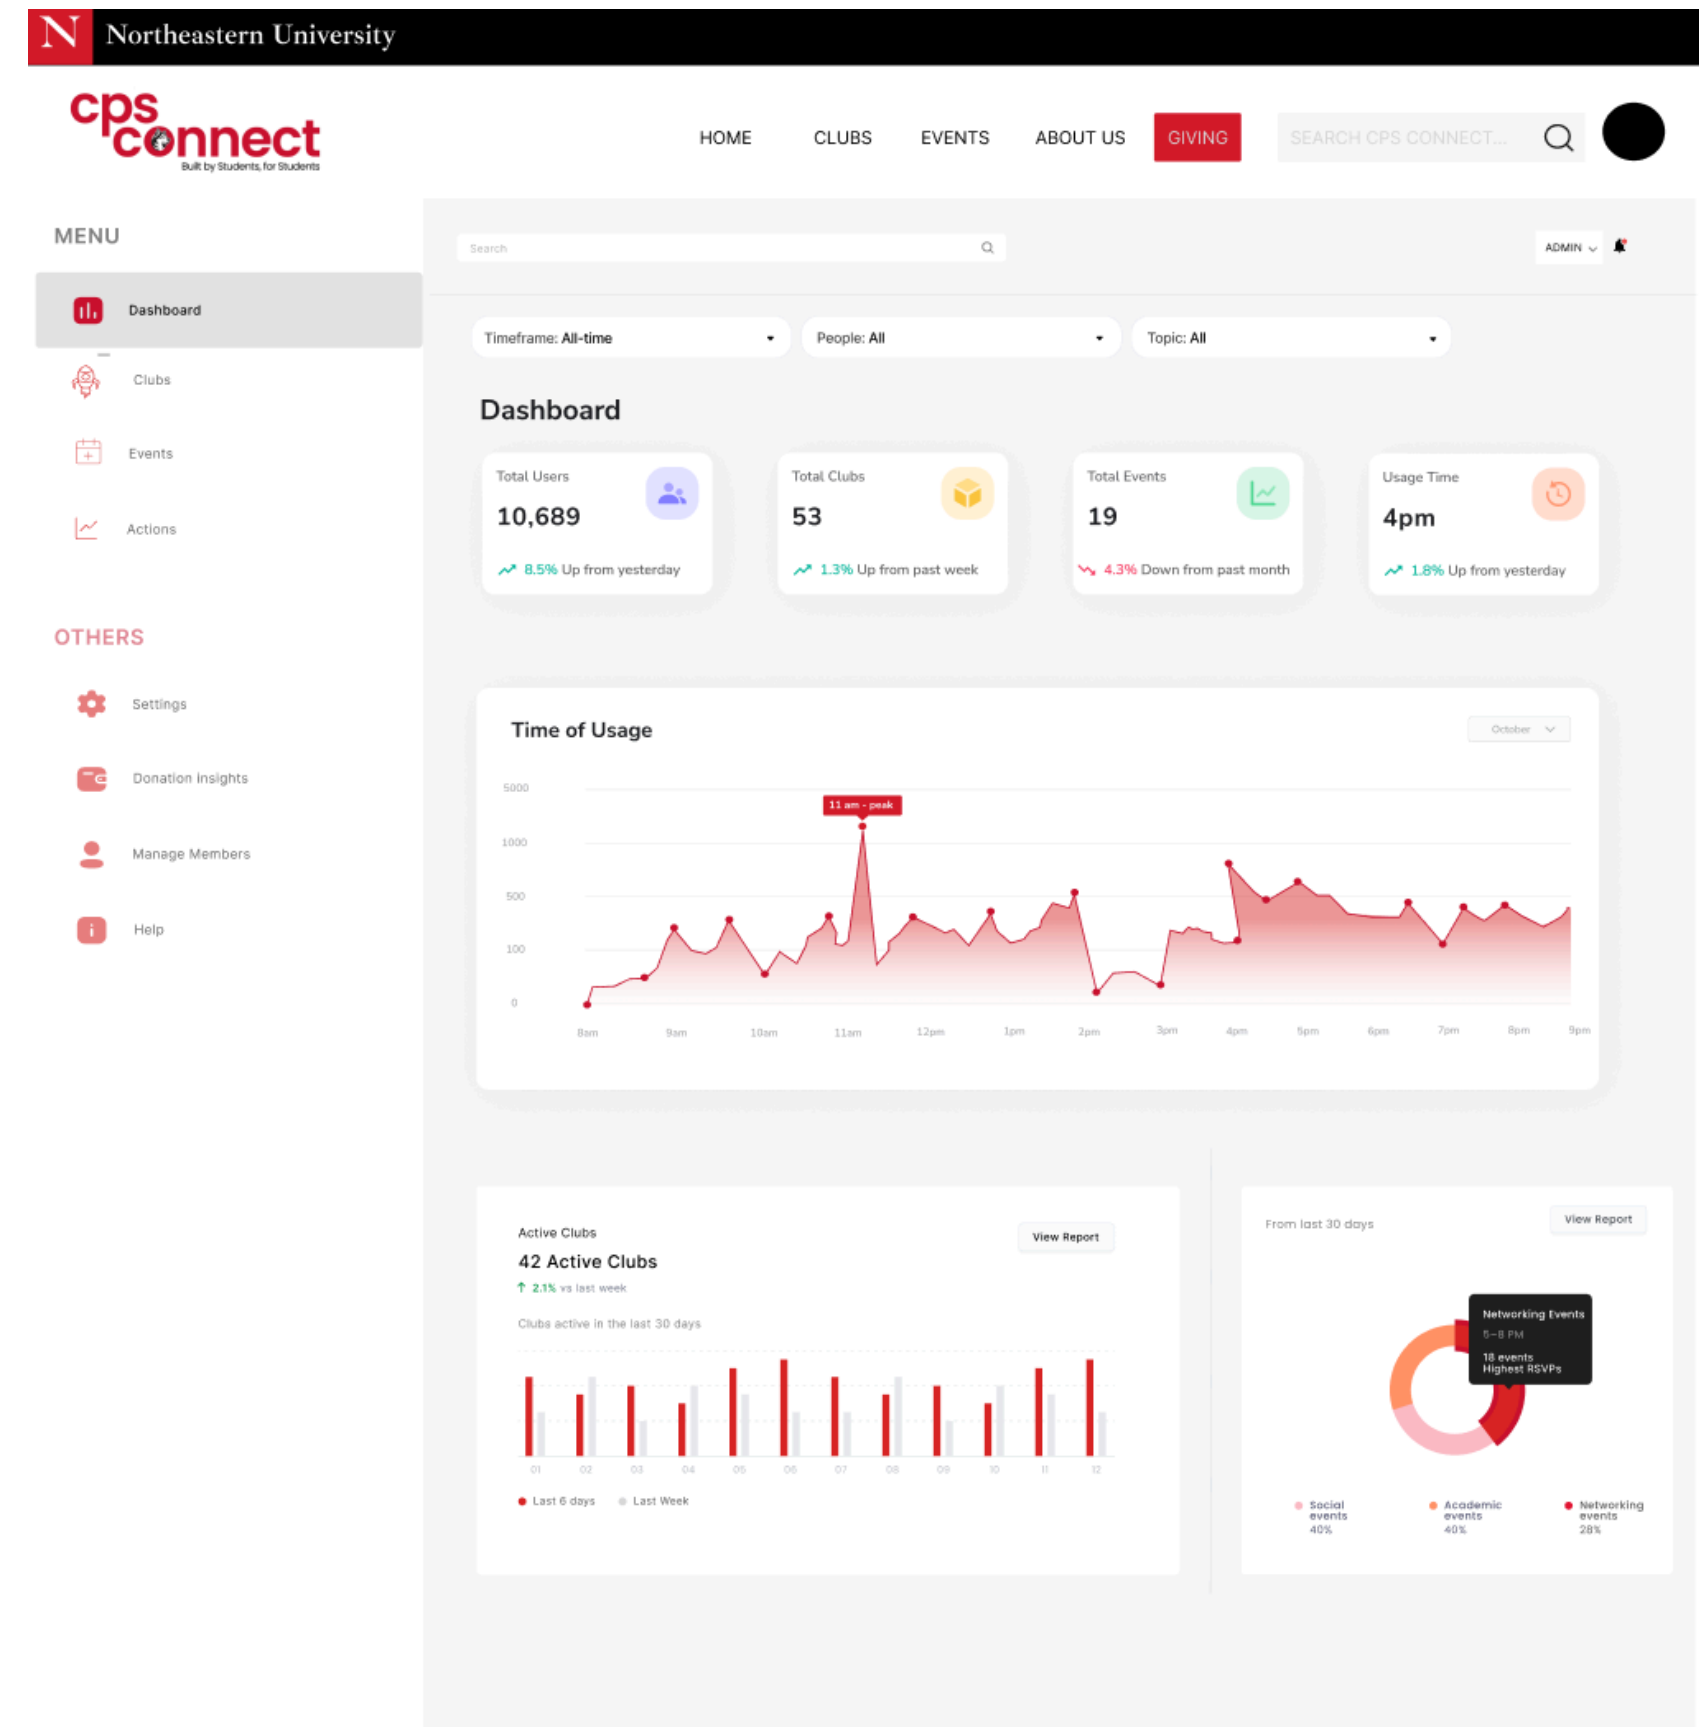 N Northeastern University
cps
connect
Built by Students, for Students
HOME CLUBS EVENTS ABOUT US GIVING SEARCH CPS CONNECT...
MENU
Dashboard
Clubs
Events
Actions
OTHERS
Settings
Donation insights
Manage Members
Help
Search
ADMIN
Timeframe: All-time
People: All
Topic: All
Dashboard
Total Users
10,689
8.5% Up from yesterday
Total Clubs
53
1.3% Up from past week
Total Events
19
4.3% Down from past month
Usage Time
4pm
1.8% Up from yesterday
Time of Usage
October
5000
1000
500
100
0
11 am - peak
8am 9am 10am 11am 12pm 1pm 2pm 3pm 4pm 5pm 6pm 7pm 8pm 9pm
Active Clubs
42 Active Clubs
2.1% vs last week
View Report
Clubs active in the last 30 days
01 02 03 04 05 06 07 08 09 10 11 12
Last 6 days Last Week
From last 30 days
View Report
Networking Events
5–8 PM
18 events
Highest RSVPs
Social
events
40%
Academic
events
40%
Networking
events
28%